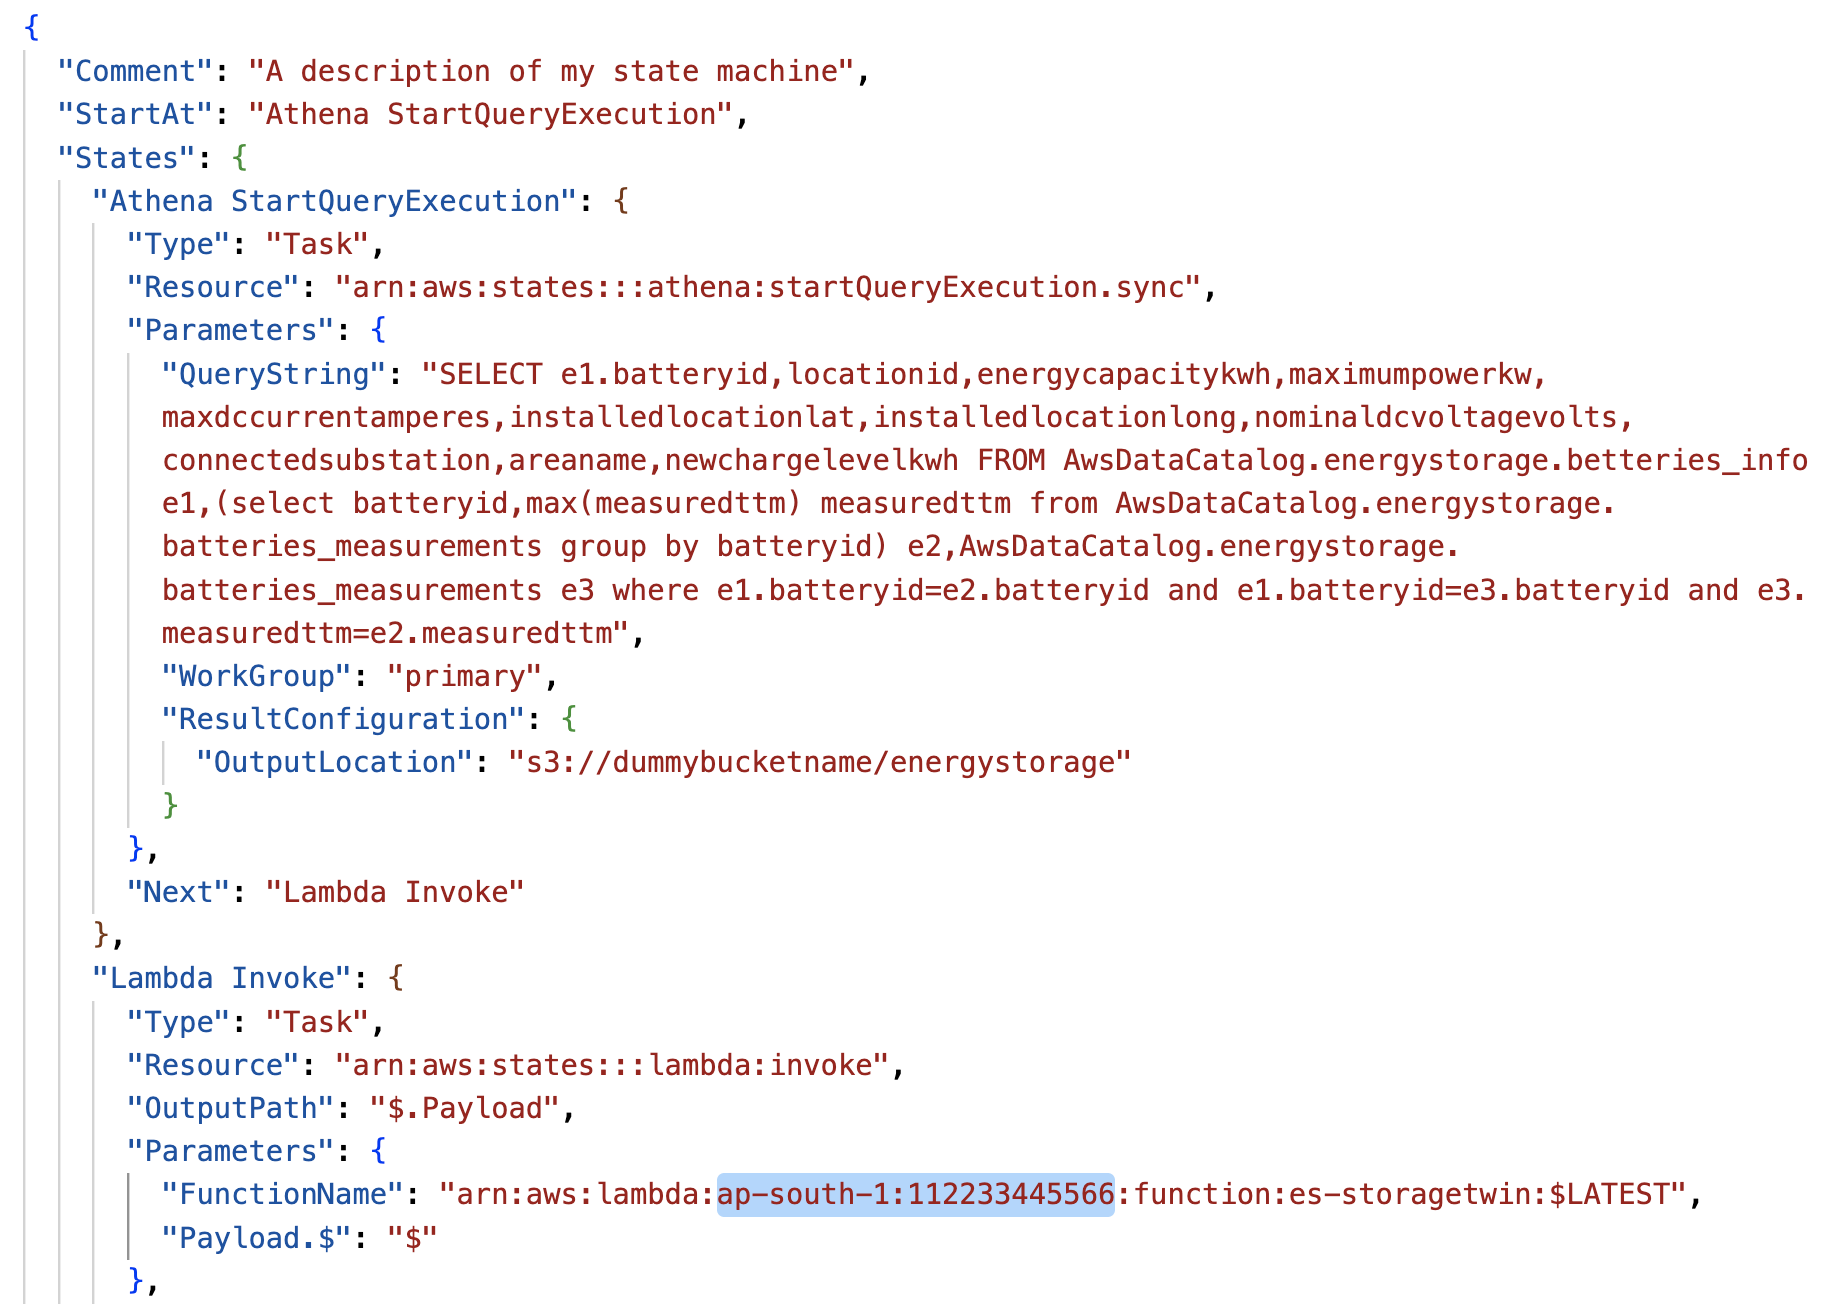 {
"Comment": "A description of my state machine",
"StartAt": "Athena StartQueryExecution",
"States": {
"Athena StartQueryExecution": {
"Type": "Task",
"Resource": "arn:aws:states:::athena:startQueryExecution.sync",
"Parameters": {
"QueryString": "SELECT e1.batteryid,locationid,energycapacitykwh,maximumpowerkw,
maxdccurrentamperes,installedlocationlat,installedlocationlong,nominaldcvoltagevolts,
connectedsubstation,areaname,newchargelevelkwh FROM AwsDataCatalog.energystorage.betteries_info
e1,(select batteryid,max(measuredttm) measuredttm from AwsDataCatalog.energystorage.
batteries_measurements group by batteryid) e2,AwsDataCatalog.energystorage.
batteries_measurements e3 where e1.batteryid=e2.batteryid and e1.batteryid=e3.batteryid and e3.
measuredttm=e2.measuredttm",
"WorkGroup": "primary",
"ResultConfiguration": {
"OutputLocation": "s3://dummybucketname/energystorage"
}
},
"Next": "Lambda Invoke"
},
"Lambda Invoke": {
"Type": "Task",
"Resource": "arn:aws:states:::lambda:invoke",
"OutputPath": "$.Payload",
"Parameters": {
"FunctionName": "arn:aws:lambda:ap-south-1:112233445566:function:es-storagetwin:$LATEST",
"Payload.$": "$"
},